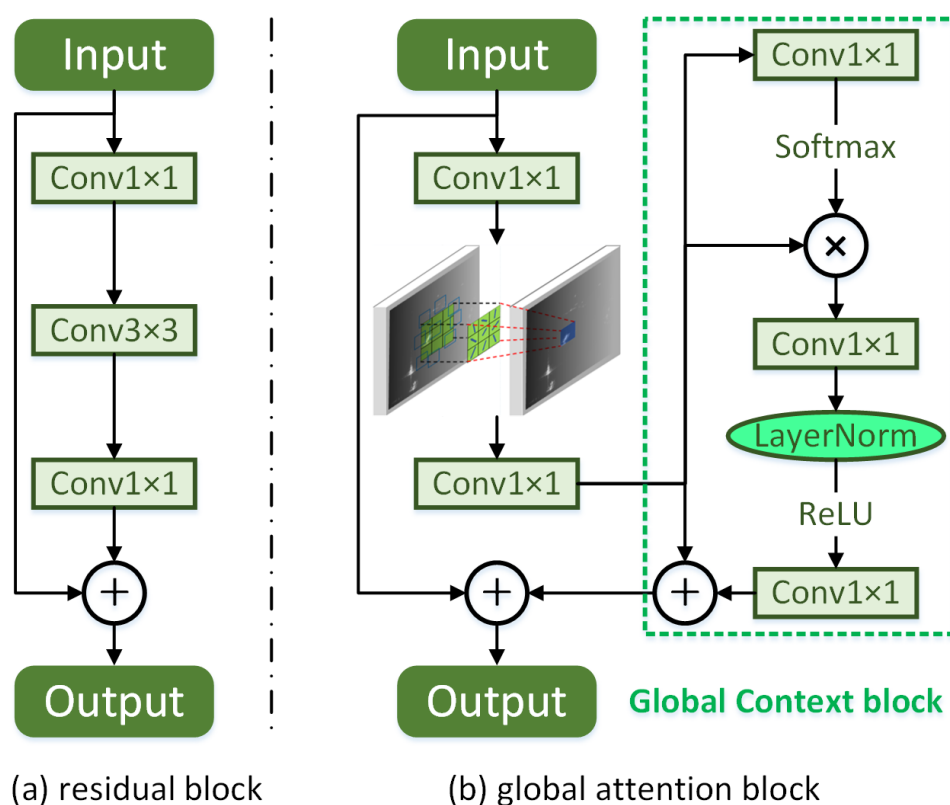 Input
Conv1×1
Conv3×3
Conv1×1
+
Output
(a) residual block
Input
Conv1×1
Conv1×1
+
Output
(b) global attention block
Conv1×1
Softmax
×
Conv1×1
LayerNorm
ReLU
Conv1×1
+
Global Context block